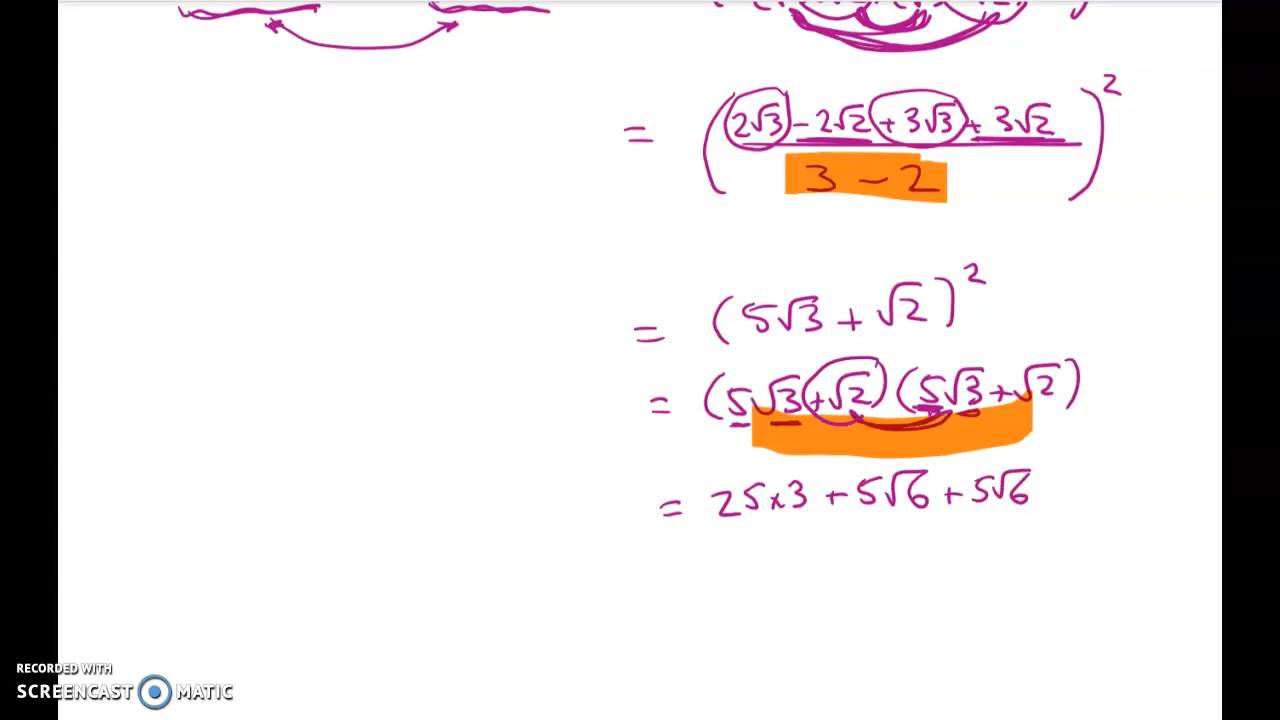 = ( 2√3 - 2√2 + 3√3 + 3√2 / 3 - 2 )²
= (5√3 + √2)²
= (5√3 + √2)(5√3 + √2)
= 25 x 3 + 5√6 + 5√6
RECORDED WITH
SCREENCAST MATIC